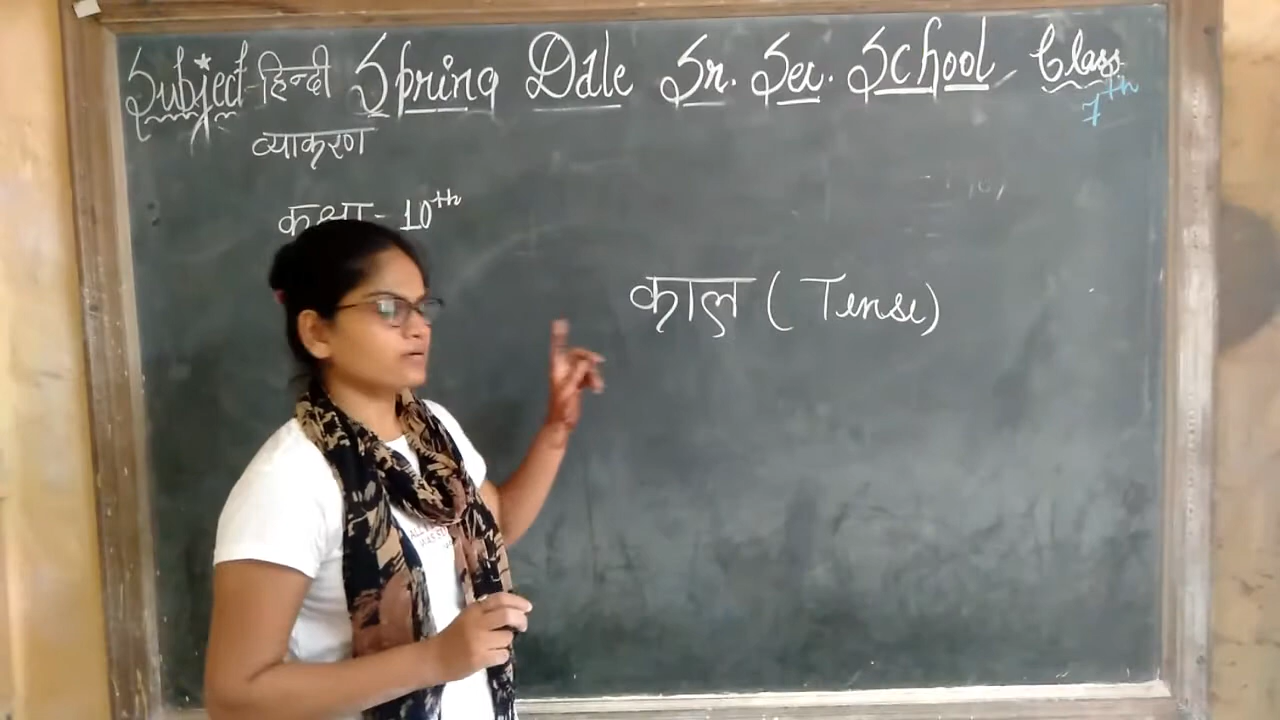 Subject - हिन्दी Spring Dale Sr. Sec. School Class
7th
व्याकरण
कक्षा - 10th
काल ( Tense)